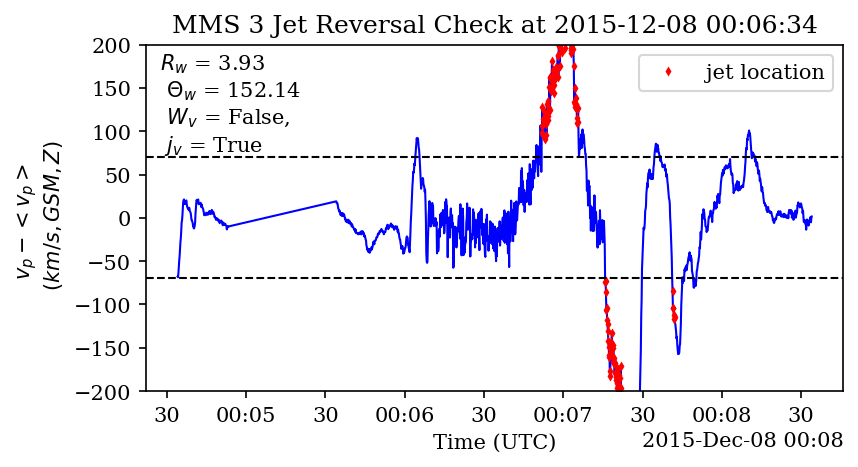 MMS 3 Jet Reversal Check at 2015-12-08 00:06:34
R_w = 3.93
Θ_w = 152.14
W_v = False,
j_v = True
jet location
v_p − < v_p >
(km/s, GSM, Z)
200
150
100
50
0
−50
−100
−150
−200
30 00:05 30 00:06 30 00:07 30 00:08 30
Time (UTC)
2015-Dec-08 00:08